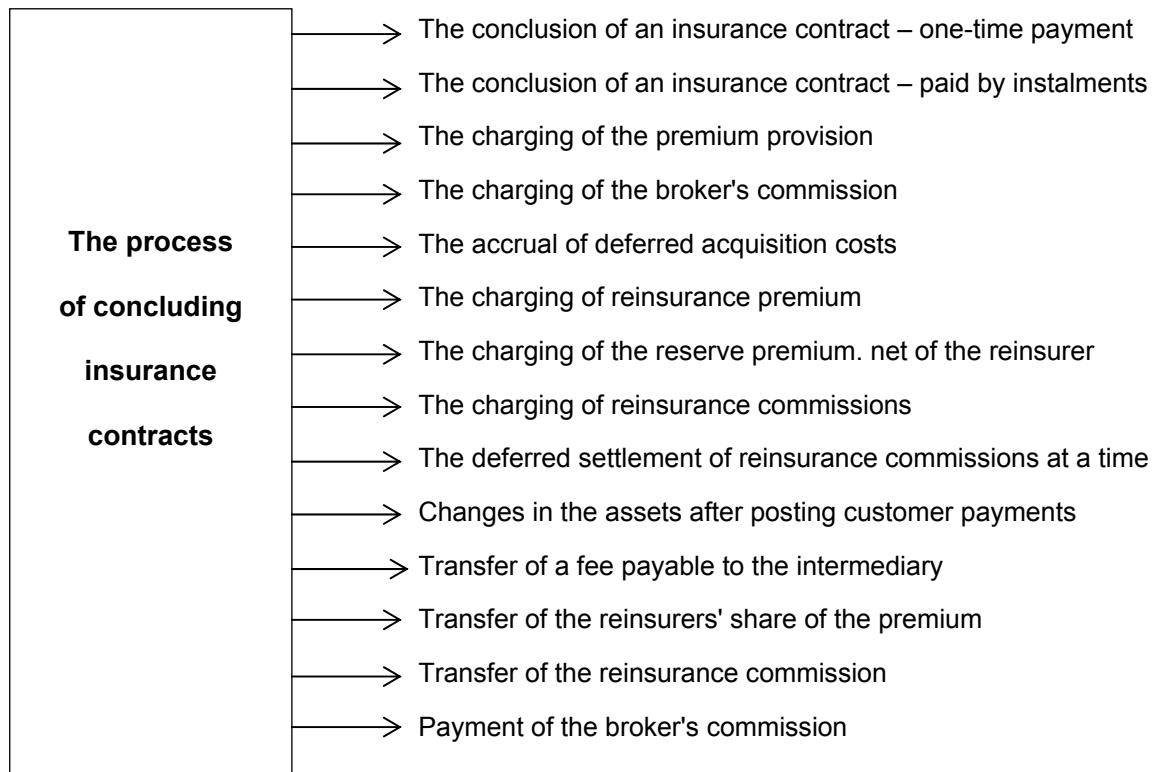 The conclusion of an insurance contract – one-time payment
The conclusion of an insurance contract – paid by instalments
The charging of the premium provision
The charging of the broker's commission
The process
of concluding
insurance
contracts
The accrual of deferred acquisition costs
The charging of reinsurance premium
The charging of the reserve premium. net of the reinsurer
The charging of reinsurance commissions
The deferred settlement of reinsurance commissions at a time
Changes in the assets after posting customer payments
Transfer of a fee payable to the intermediary
Transfer of the reinsurers' share of the premium
Transfer of the reinsurance commission
Payment of the broker's commission